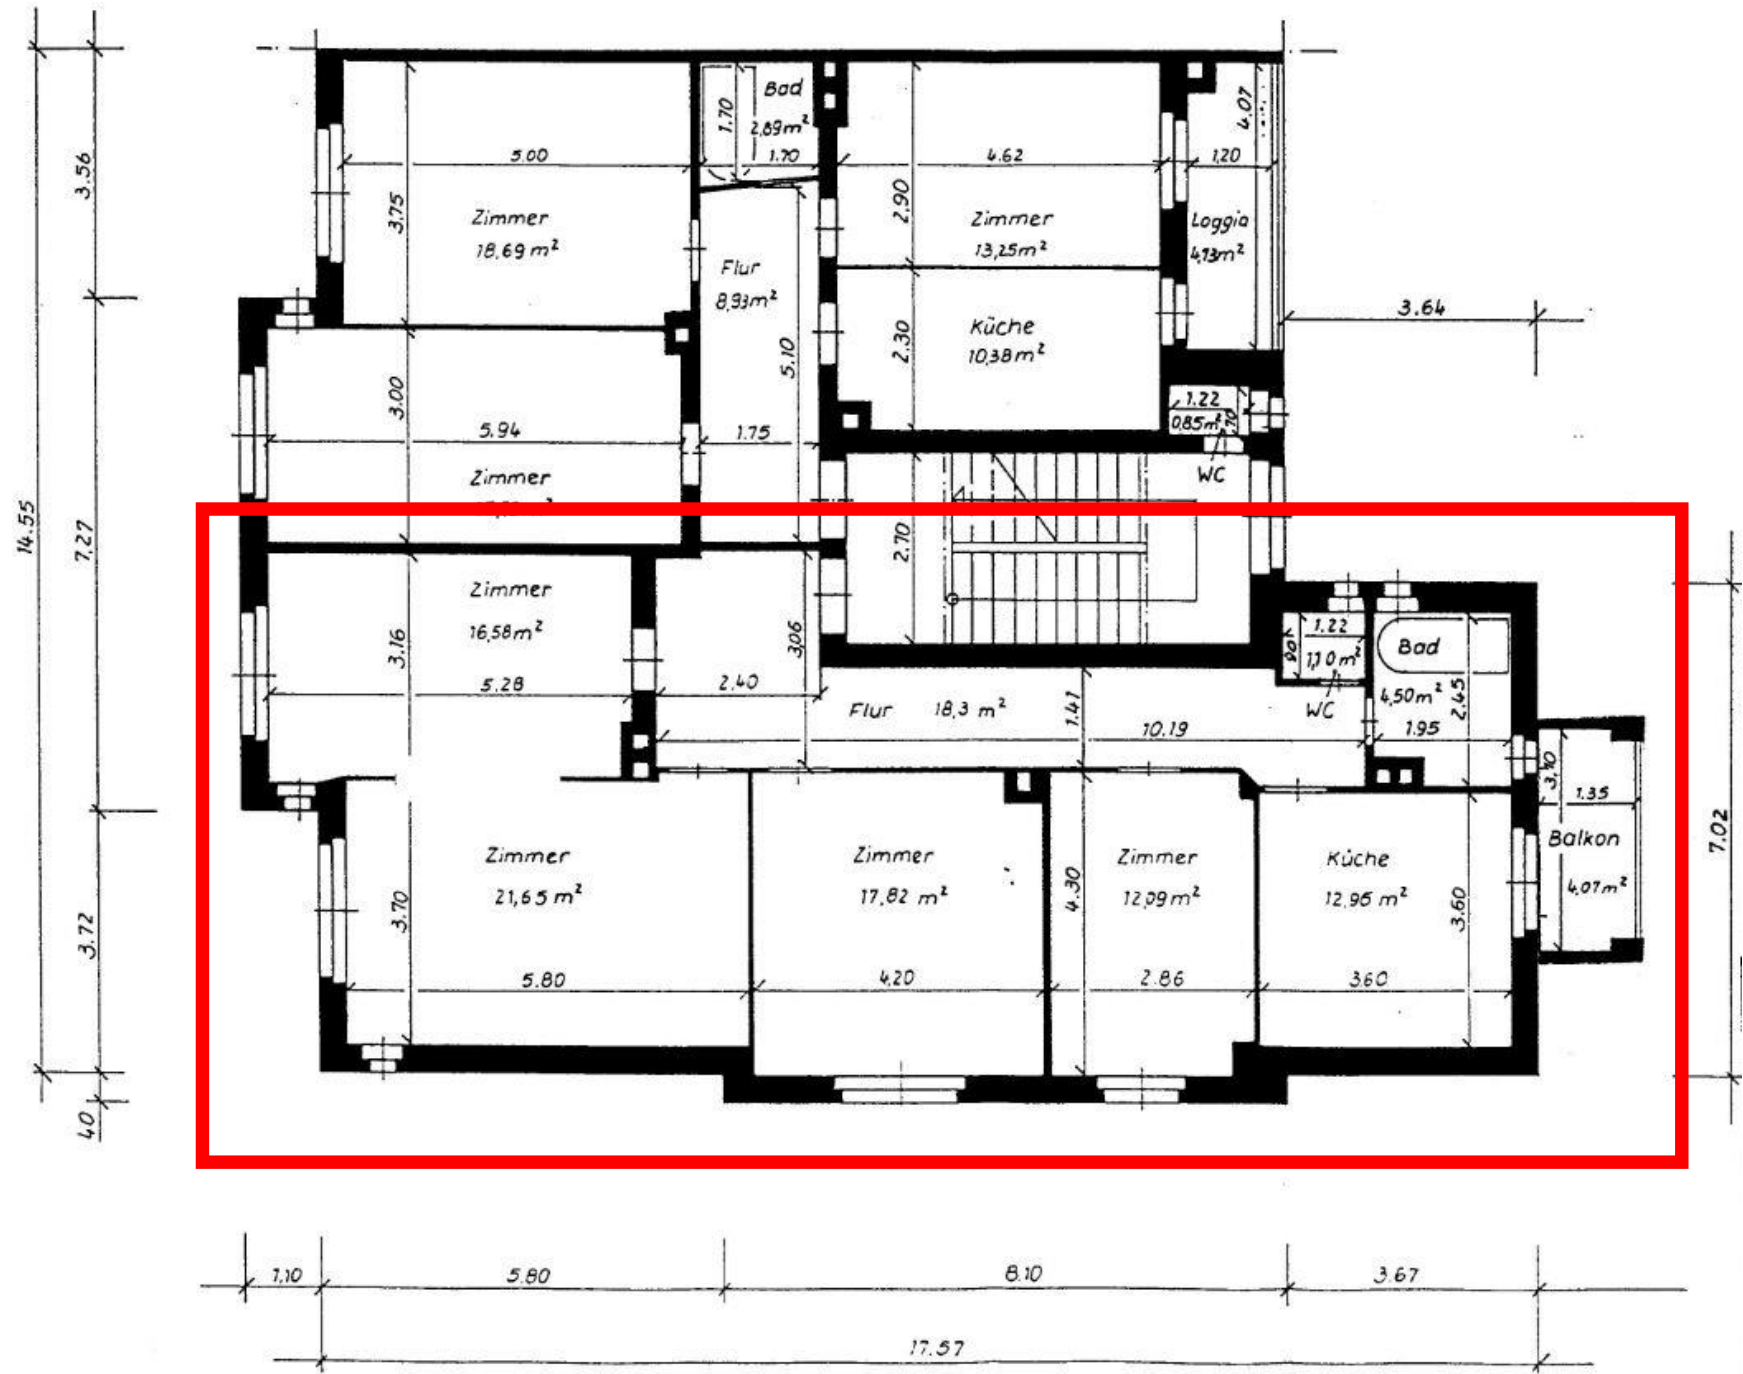 Bad
2,89m²
1.70
1.70
5.00
3.75
Zimmer
18,69 m²
4.62
2.90
Zimmer
13,25m²
4,07
1,20
Loggia
4,73m²
Flur
8,93m²
5.10
1.75
2.30
Küche
10,38m²
3.64
1.22
0,85m²
WC
3.00
5.94
Zimmer
2.70
3.56
7.27
14.55
3.72
40
Zimmer
16,58m²
3.16
5.28
3,06
2,40
Flur 18,3 m²
1.41
10.19
1.22
1,10m²
WC
Bad
4,50m²
2.45
1.95
3,10
1.35
Balkon
4,07m²
7.02
Zimmer
21,65 m²
3.70
5.80
Zimmer
17,82 m²
4,20
Zimmer
12,09m²
4.30
2.86
Küche
12,95 m²
3.60
3.60
1,10
5.80
8.10
3.67
17.57